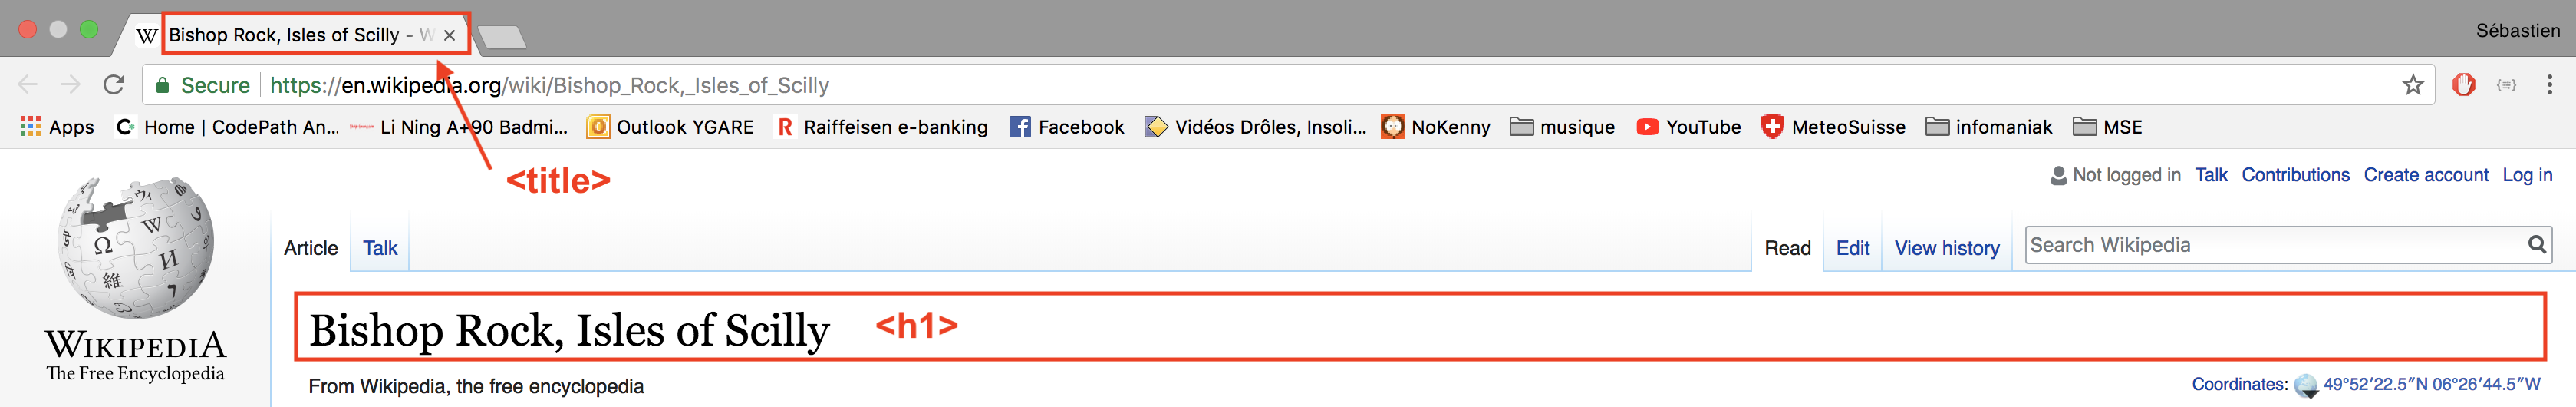 Bishop Rock, Isles of Scilly - W
Sébastien
Secure https://en.wikipedia.org/wiki/Bishop_Rock,_Isles_of_Scilly
Apps Home | CodePath An... Li Ning A+90 Badmi... Outlook YGARE Raiffeisen e-banking Facebook Vidéos Drôles, Insoli... NoKenny musique YouTube MeteoSuisse infomaniak MSE
<title>
Not logged in Talk Contributions Create account Log in
Article Talk Read Edit View history Search Wikipedia
Bishop Rock, Isles of Scilly <h1>
WIKIPEDIA
The Free Encyclopedia
From Wikipedia, the free encyclopedia
Coordinates: 49°52′22.5″N 06°26′44.5″W